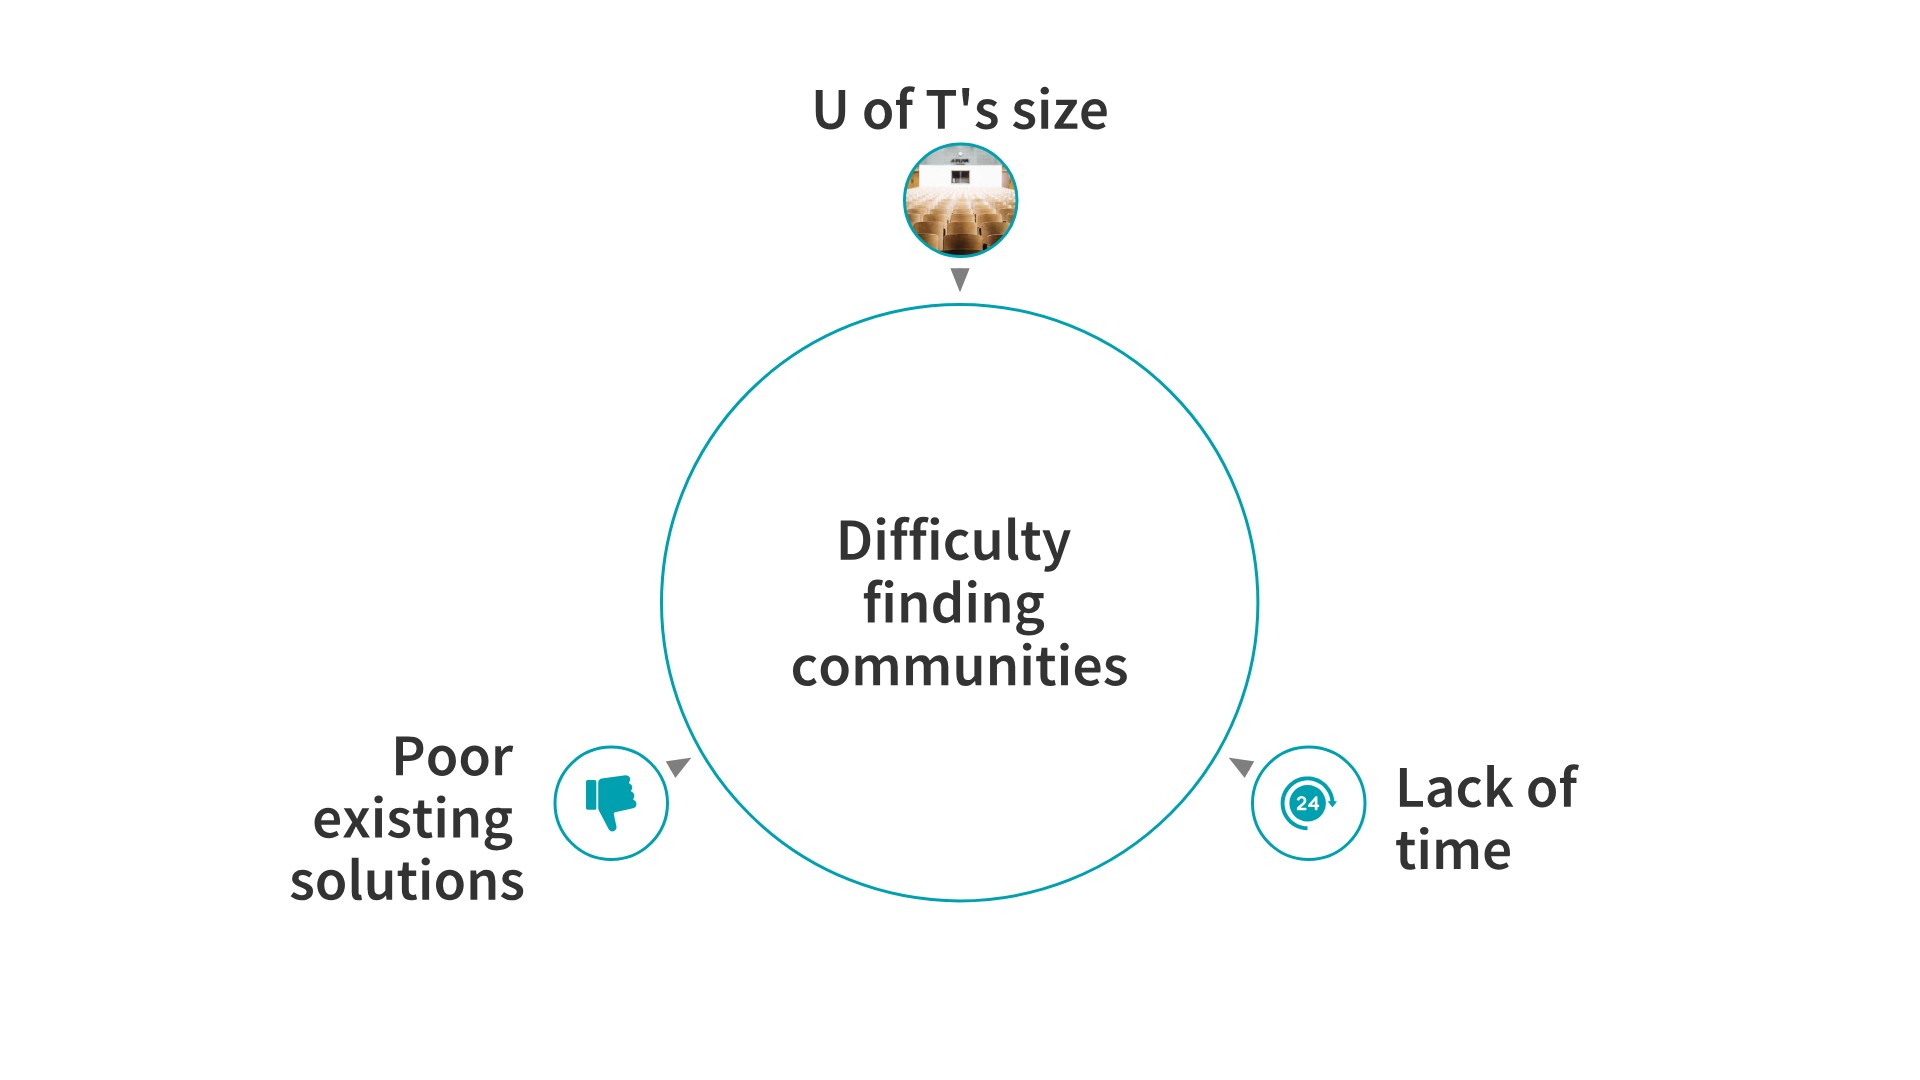 U of T's size
Difficulty
finding
communities
Poor
existing
solutions
24
Lack of
time